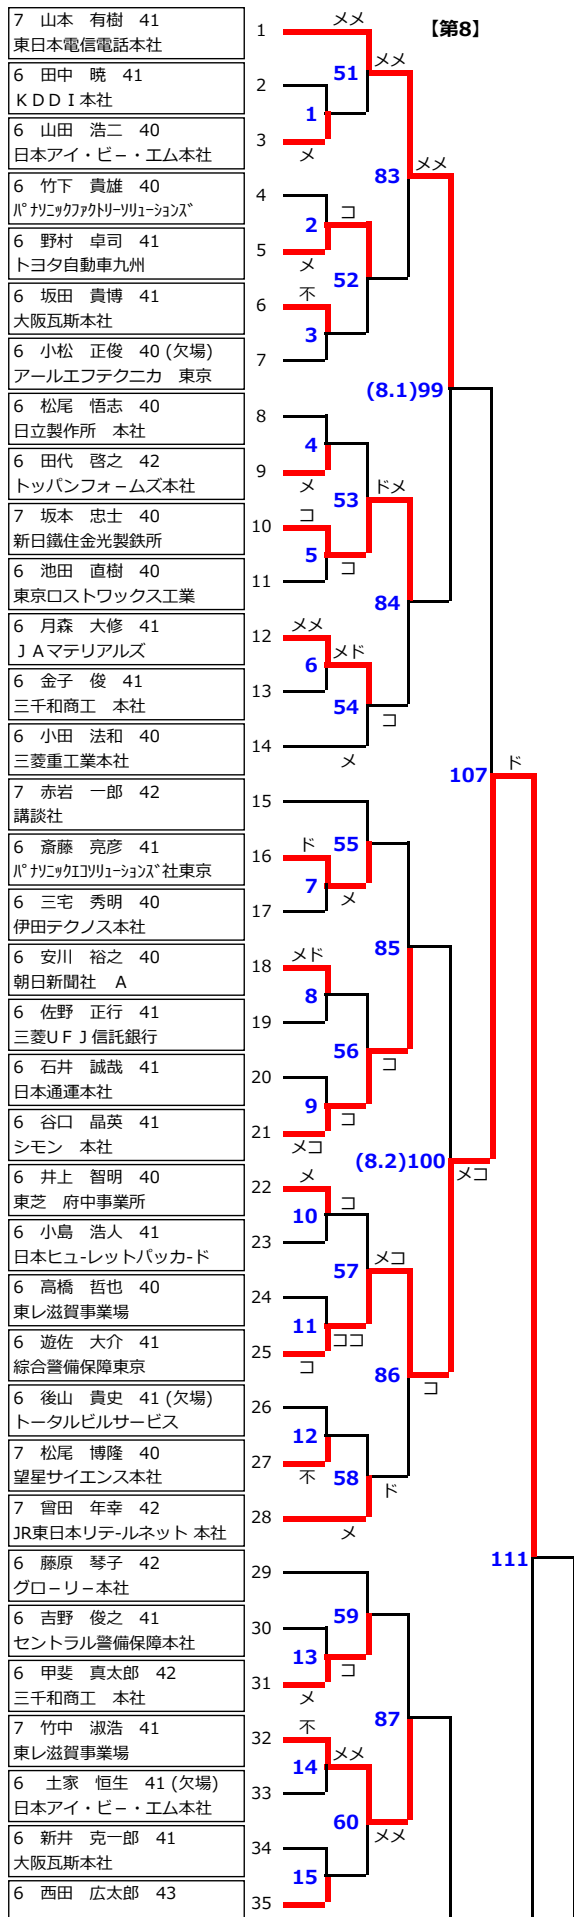 【第8】
7 山本 有樹 41
東日本電信電話本社
1
メメ
6 田中 暁 41
ＫＤＤＩ本社
2
51
メメ
1
6 山田 浩二 40
日本アイ・ビ－・エム本社
3
メ
83
メメ
6 竹下 貴雄 40
ﾊﾟﾅｿﾆｯｸﾌｧｸﾄﾘｰｿﾘｭｰｼｮﾝｽﾞ
4
2
コ
6 野村 卓司 41
トヨタ自動車九州
5
メ
52
6 坂田 貴博 41
大阪瓦斯本社
6
不
3
6 小松 正俊 40 (欠場)
アールエフテクニカ 東京
7
(8.1)99
6 松尾 悟志 40
日立製作所 本社
8
4
6 田代 啓之 42
トッパンフォ－ムズ本社
9
メ
53
ドメ
7 坂本 忠士 40
新日鐵住金光製鉄所
10
コ
5
コ
6 池田 直樹 40
東京ロストワックス工業
11
84
6 月森 大修 41
ＪＡマテリアルズ
12
メメ
6
メド
6 金子 俊 41
三千和商工 本社
13
54
コ
6 小田 法和 40
三菱重工業本社
14
メ
107
ド
7 赤岩 一郎 42
講談社
15
55
6 斎藤 亮彦 41
ﾊﾟﾅｿﾆｯｸｴｺｿﾘｭｰｼｮﾝｽﾞ社東京
16
ド
7
メ
6 三宅 秀明 40
伊田テクノス本社
17
85
6 安川 裕之 40
朝日新聞社 Ａ
18
メド
8
6 佐野 正行 41
三菱UＦＪ信託銀行
19
56
コ
6 石井 誠哉 41
日本通運本社
20
9
コ
6 谷口 晶英 41
シモン 本社
21
メコ
(8.2)100
メコ
6 井上 智明 40
東芝 府中事業所
22
メ
10
コ
6 小島 浩人 41
日本ヒュ-レットパッカ-ド
23
57
メコ
6 高橋 哲也 40
東レ滋賀事業場
24
11
ココ
6 遊佐 大介 41
綜合警備保障東京
25
コ
86
コ
6 後山 貴史 41 (欠場)
トータルビルサービス
26
12
7 松尾 博隆 40
望星サイエンス本社
27
不
58
ド
7 曾田 年幸 42
JR東日本リテ-ルネット 本社
28
メ
111
6 藤原 琴子 42
グロ－リ－本社
29
59
6 吉野 俊之 41
セントラル警備保障本社
30
13
コ
6 甲斐 真太郎 42
三千和商工 本社
31
メ
87
7 竹中 淑浩 41
東レ滋賀事業場
32
不
14
メメ
6 土家 恒生 41 (欠場)
日本アイ・ビ－・エム本社
33
60
メメ
6 新井 克一郎 41
大阪瓦斯本社
34
15
6 西田 広太郎 43
35